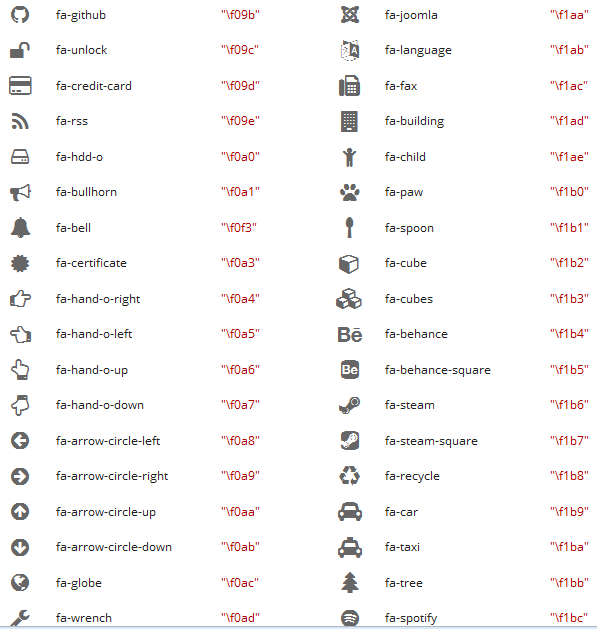 fa-github "\f09b" fa-joomla "\f1aa"
fa-unlock "\f09c" fa-language "\f1ab"
fa-credit-card "\f09d" fa-fax "\f1ac"
fa-rss "\f09e" fa-building "\f1ad"
fa-hdd-o "\f0a0" fa-child "\f1ae"
fa-bullhorn "\f0a1" fa-paw "\f1b0"
fa-bell "\f0f3" fa-spoon "\f1b1"
fa-certificate "\f0a3" fa-cube "\f1b2"
fa-hand-o-right "\f0a4" fa-cubes "\f1b3"
fa-hand-o-left "\f0a5" Bē fa-behance "\f1b4"
fa-hand-o-up "\f0a6" Be fa-behance-square "\f1b5"
fa-hand-o-down "\f0a7" fa-steam "\f1b6"
fa-arrow-circle-left "\f0a8" fa-steam-square "\f1b7"
fa-arrow-circle-right "\f0a9" fa-recycle "\f1b8"
fa-arrow-circle-up "\f0aa" fa-car "\f1b9"
fa-arrow-circle-down "\f0ab" fa-taxi "\f1ba"
fa-globe "\f0ac" fa-tree "\f1bb"
fa-wrench "\f0ad" fa-spotify "\f1bc"